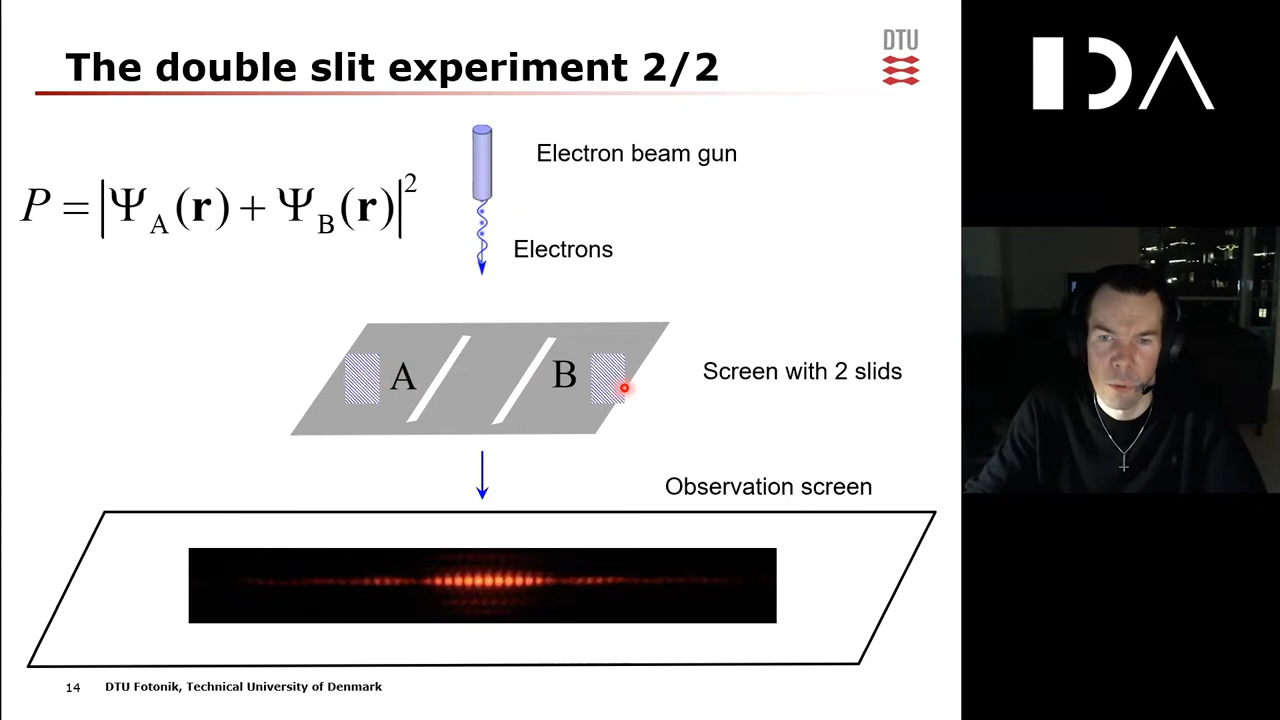 The double slit experiment 2/2
DTU
IDA
Electron beam gun
P = |Ψ_A(r) + Ψ_B(r)|²
Electrons
A
B
Screen with 2 slids
Observation screen
14 DTU Fotonik, Technical University of Denmark